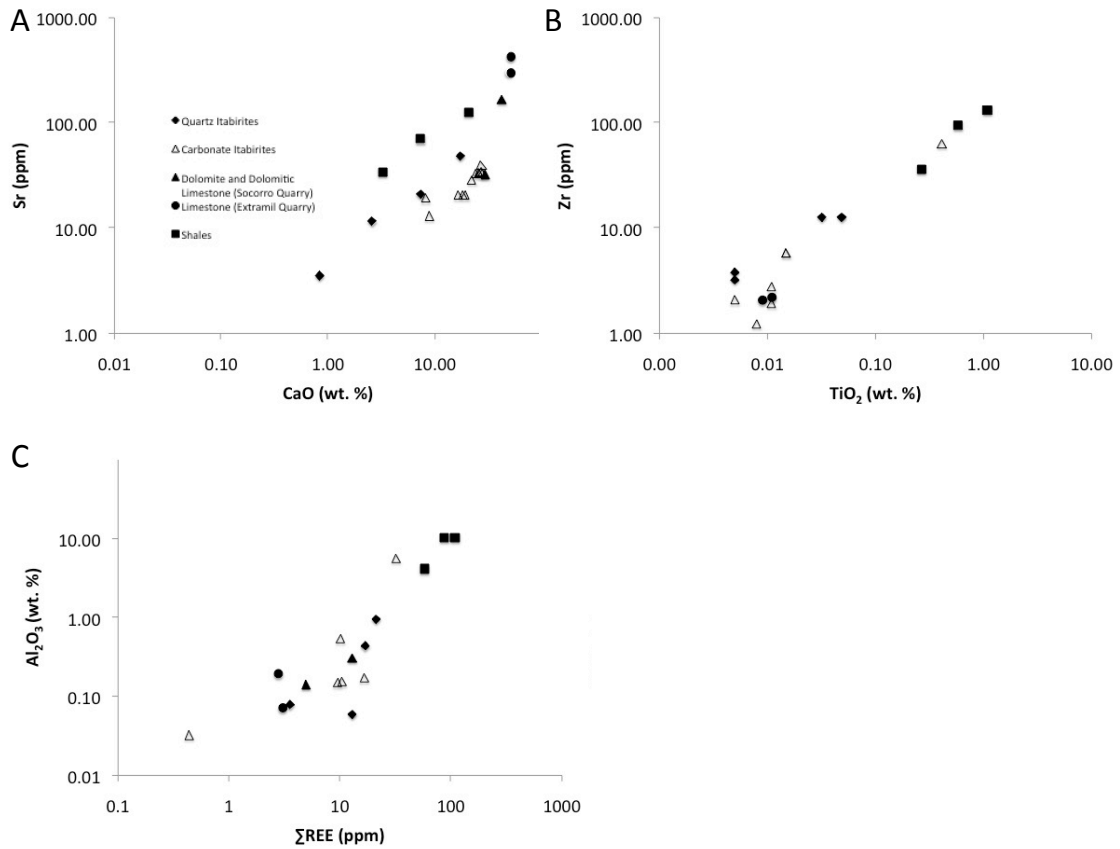 A
1000.00
100.00
10.00
1.00
Sr (ppm)
0.01
1.00
10.00
CaO (wt. %)
Quartz Itabirites
Carbonate Itabirites
Dolomite and Dolomitic
Limestone (Socorro Quarry)
Limestone (Extramil Quarry)
Shales
B
1000.00
100.00
10.00
1.00
Zr (ppm)
0.00
0.01
0.10
1.00
10.00
TiO₂ (wt. %)
C
10.00
1.00
0.10
0.01
Al₂O₃ (wt. %)
0.1
1
10
100
1000
∑REE (ppm)